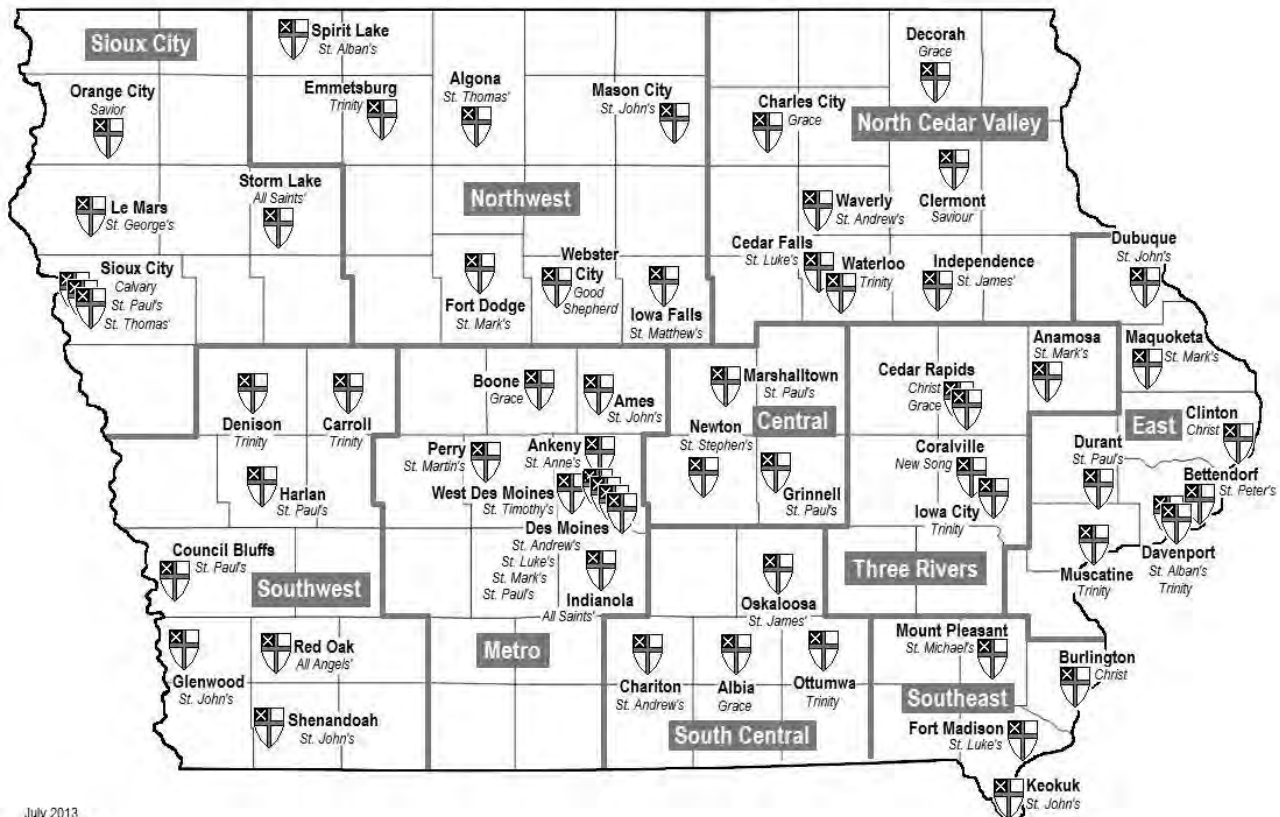 Sioux City
Spirit Lake
St. Alban's
Decorah
Grace
Orange City
Savior
Emmetsburg
Trinity
Algona
St. Thomas'
Mason City
St. John's
Charles City
Grace
North Cedar Valley
Le Mars
St. George's
Storm Lake
All Saints'
Northwest
Waverly
St. Andrew's
Clermont
Saviour
Sioux City
Calvary
St. Paul's
St. Thomas'
Fort Dodge
St. Mark's
Webster
City
Good
Shepherd
Iowa Falls
St. Matthew's
Cedar Falls
St. Luke's
Waterloo
Trinity
Independence
St. James'
Dubuque
St. John's
Denison
Trinity
Carroll
Trinity
Boone
Grace
Ames
St. John's
Marshalltown
St. Paul's
Central
Cedar Rapids
Christ
Grace
Anamosa
St. Mark's
Maquoketa
St. Mark's
Harlan
St. Paul's
Perry
St. Martin's
Ankeny
St. Anne's
West Des Moines
St. Timothy's
Newton
St. Stephen's
Grinnell
St. Paul's
Coralville
New Song
Iowa City
Trinity
East
Clinton
Christ
Durant
St. Paul's
Bettendorf
St. Peter's
Council Bluffs
St. Paul's
Southwest
Des Moines
St. Andrew's
St. Luke's
St. Mark's
St. Paul's
Indianola
All Saints'
Oskaloosa
St. James'
Three Rivers
Muscatine
Trinity
Davenport
St. Alban's
Trinity
Glenwood
St. John's
Red Oak
All Angels'
Shenandoah
St. John's
Metro
Chariton
St. Andrew's
Albia
Grace
Ottumwa
Trinity
South Central
Mount Pleasant
St. Michael's
Southeast
Burlington
Christ
Fort Madison
St. Luke's
Keokuk
St. John's
July 2013